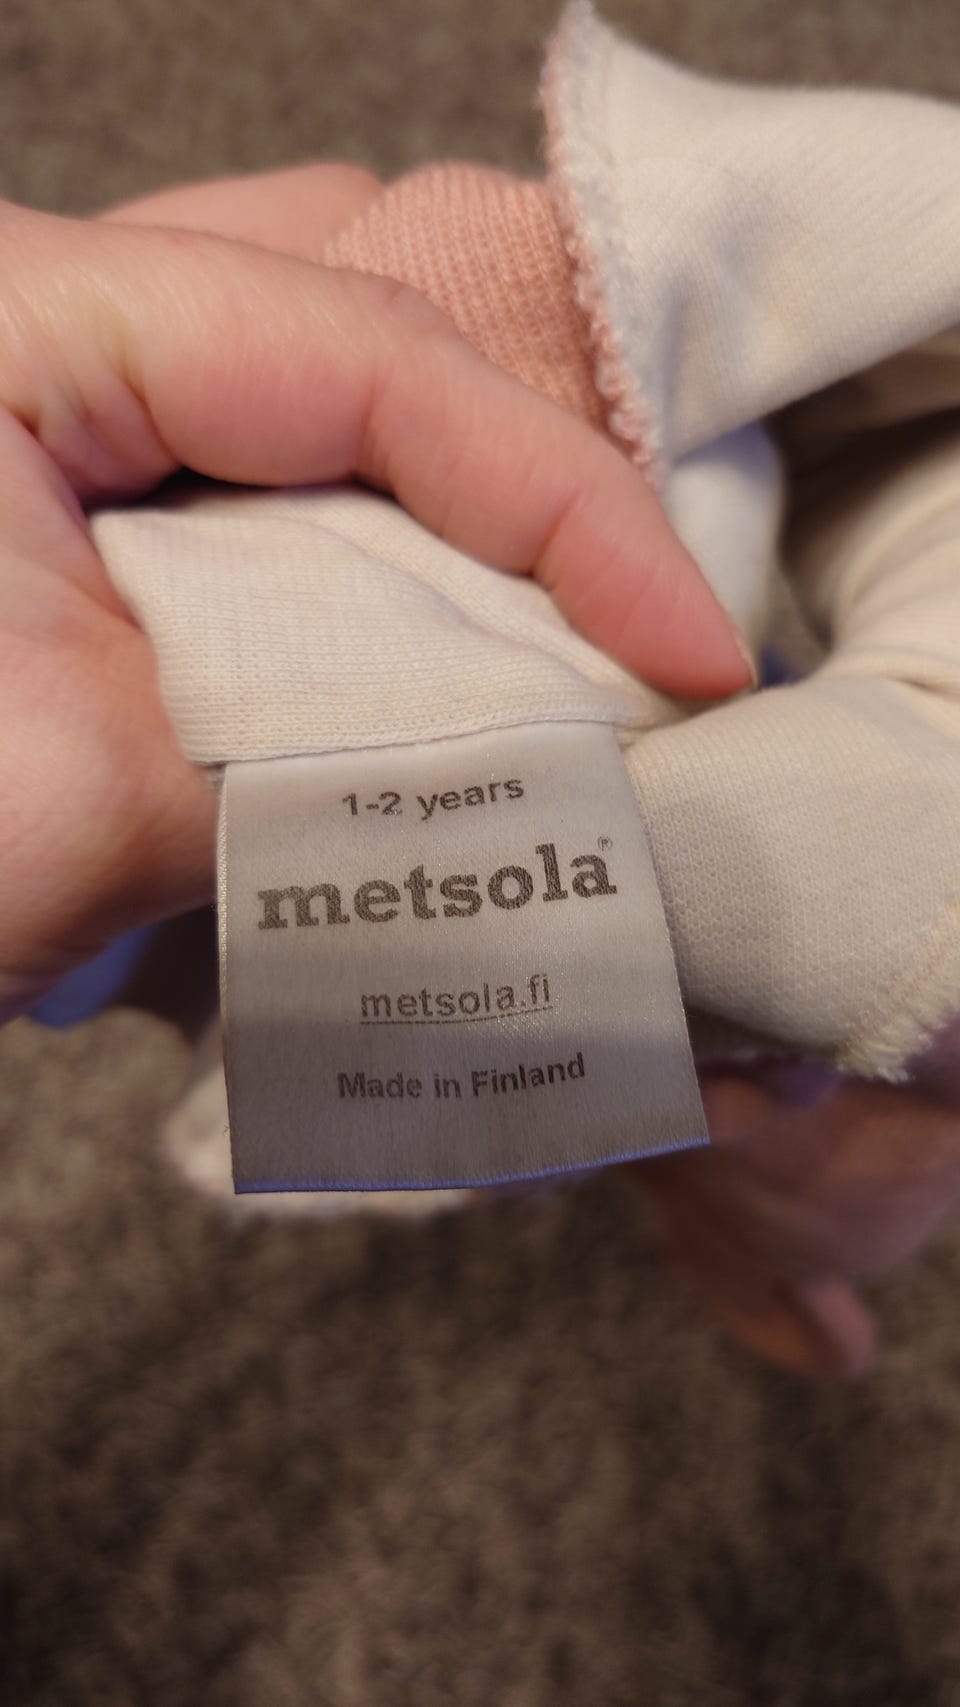 1-2 years
metsola®
metsola.fi
Made in Finland